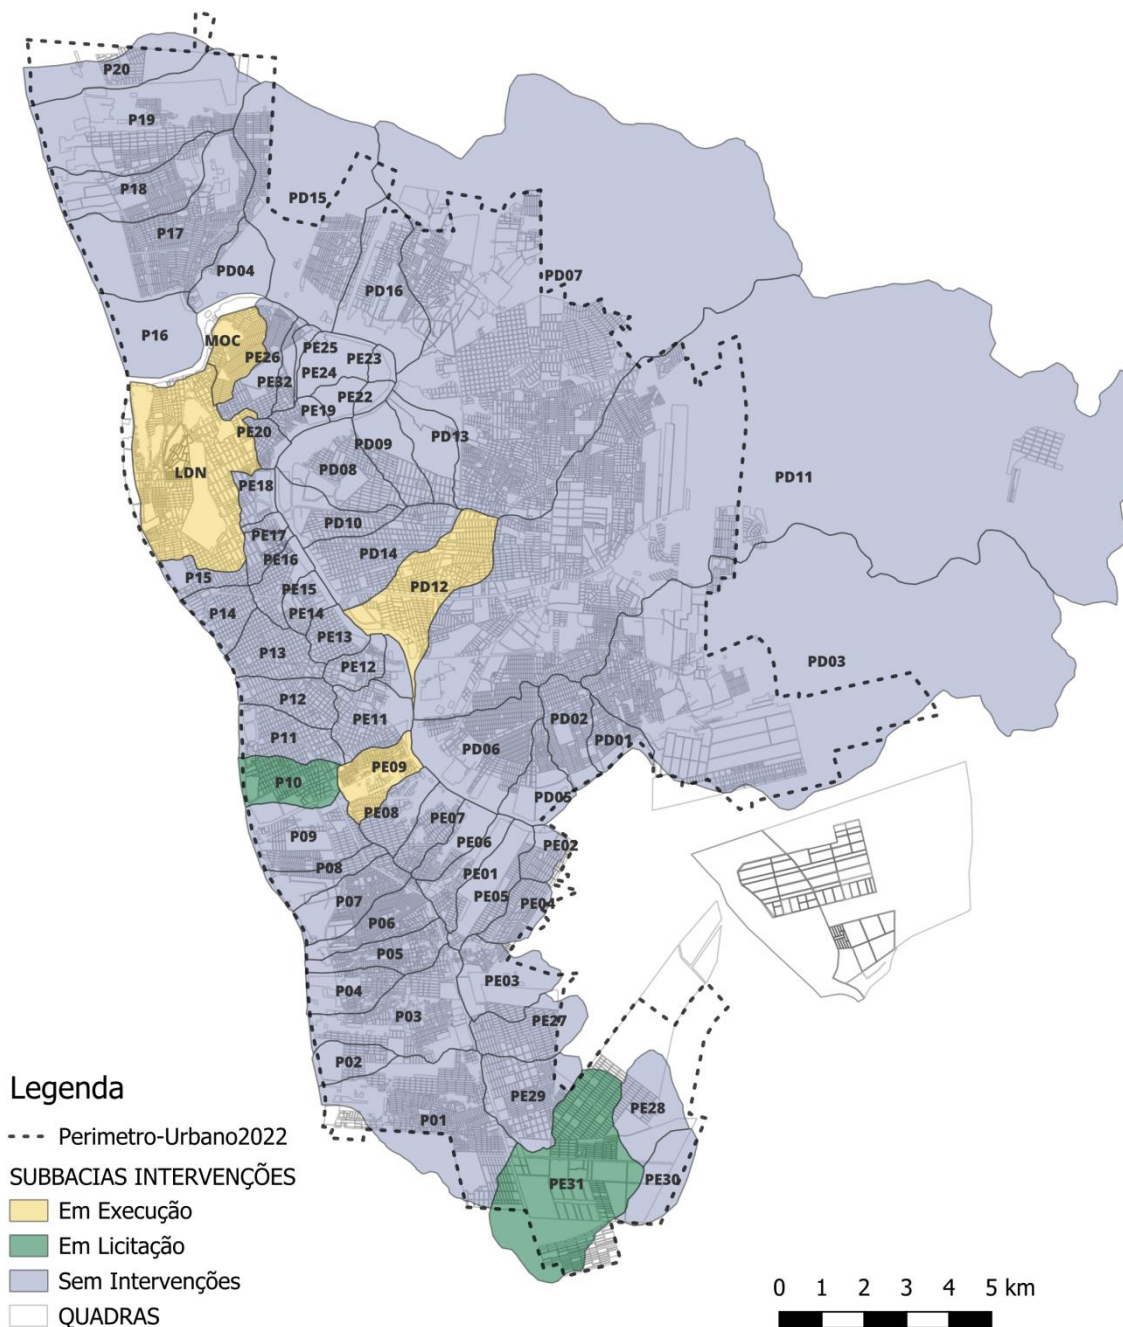 P20
P19
P18
P17
PD15
PD04
PD16
PD07
P16
MOC
PE26
PE25
PE23
PE24
PE32
PE22
PE19
PE20
PD09
PD13
LDN
PD08
PE18
PD11
PD10
PE17
PD14
PE16
P15
PE15
PD12
P14
PE14
PE13
P13
PE12
PD03
P12
PE11
PD02
P11
PD01
PD06
PE09
P10
PD05
PE08
PE07
P09
PE06
PE02
P08
PE01
P07
PE05
PE04
P06
P05
PE03
P04
P03
PE27
P02
PE29
PE28
P01
PE31
PE30
Legenda
Perimetro-Urbano2022
SUBBACIAS INTERVENÇÕES
Em Execução
Em Licitação
Sem Intervenções
QUADRAS
0 1 2 3 4 5 km